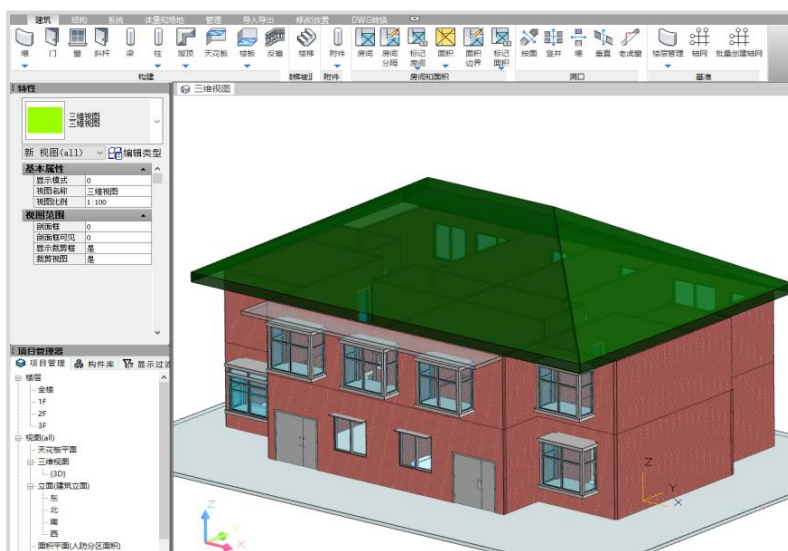 建筑 结构 系统 体量和场地 管理 导入导出 修改|放置 DWG转换
墙 门 窗 斜杆 梁 柱 屋顶 天花板 楼板 反槛 楼梯 附件 房间 房间分隔 标记房间 面积 面积边界 标记面积 按面 竖井 墙 垂直 老虎窗 楼层管理 轴网 批量创建轴网
构建 附件 房间和面积 洞口 基准
特性
三维视图
三维视图
三维视图
新 视图(all) 编辑类型
基本属性
显示模式 0
视图名称 三维视图
视图比例 1:100
视图范围
剖面框 0
剖面框可见 0
显示裁剪框 是
裁剪视图 是
项目管理器
项目管理 构件库 显示过
楼层
全楼
1F
2F
3F
视图(all)
天花板平面
三维视图
{3D}
立面(建筑立面)
东
北
南
西
面积平面(人防分区面积)
Z
Y
X
Z
Y
X